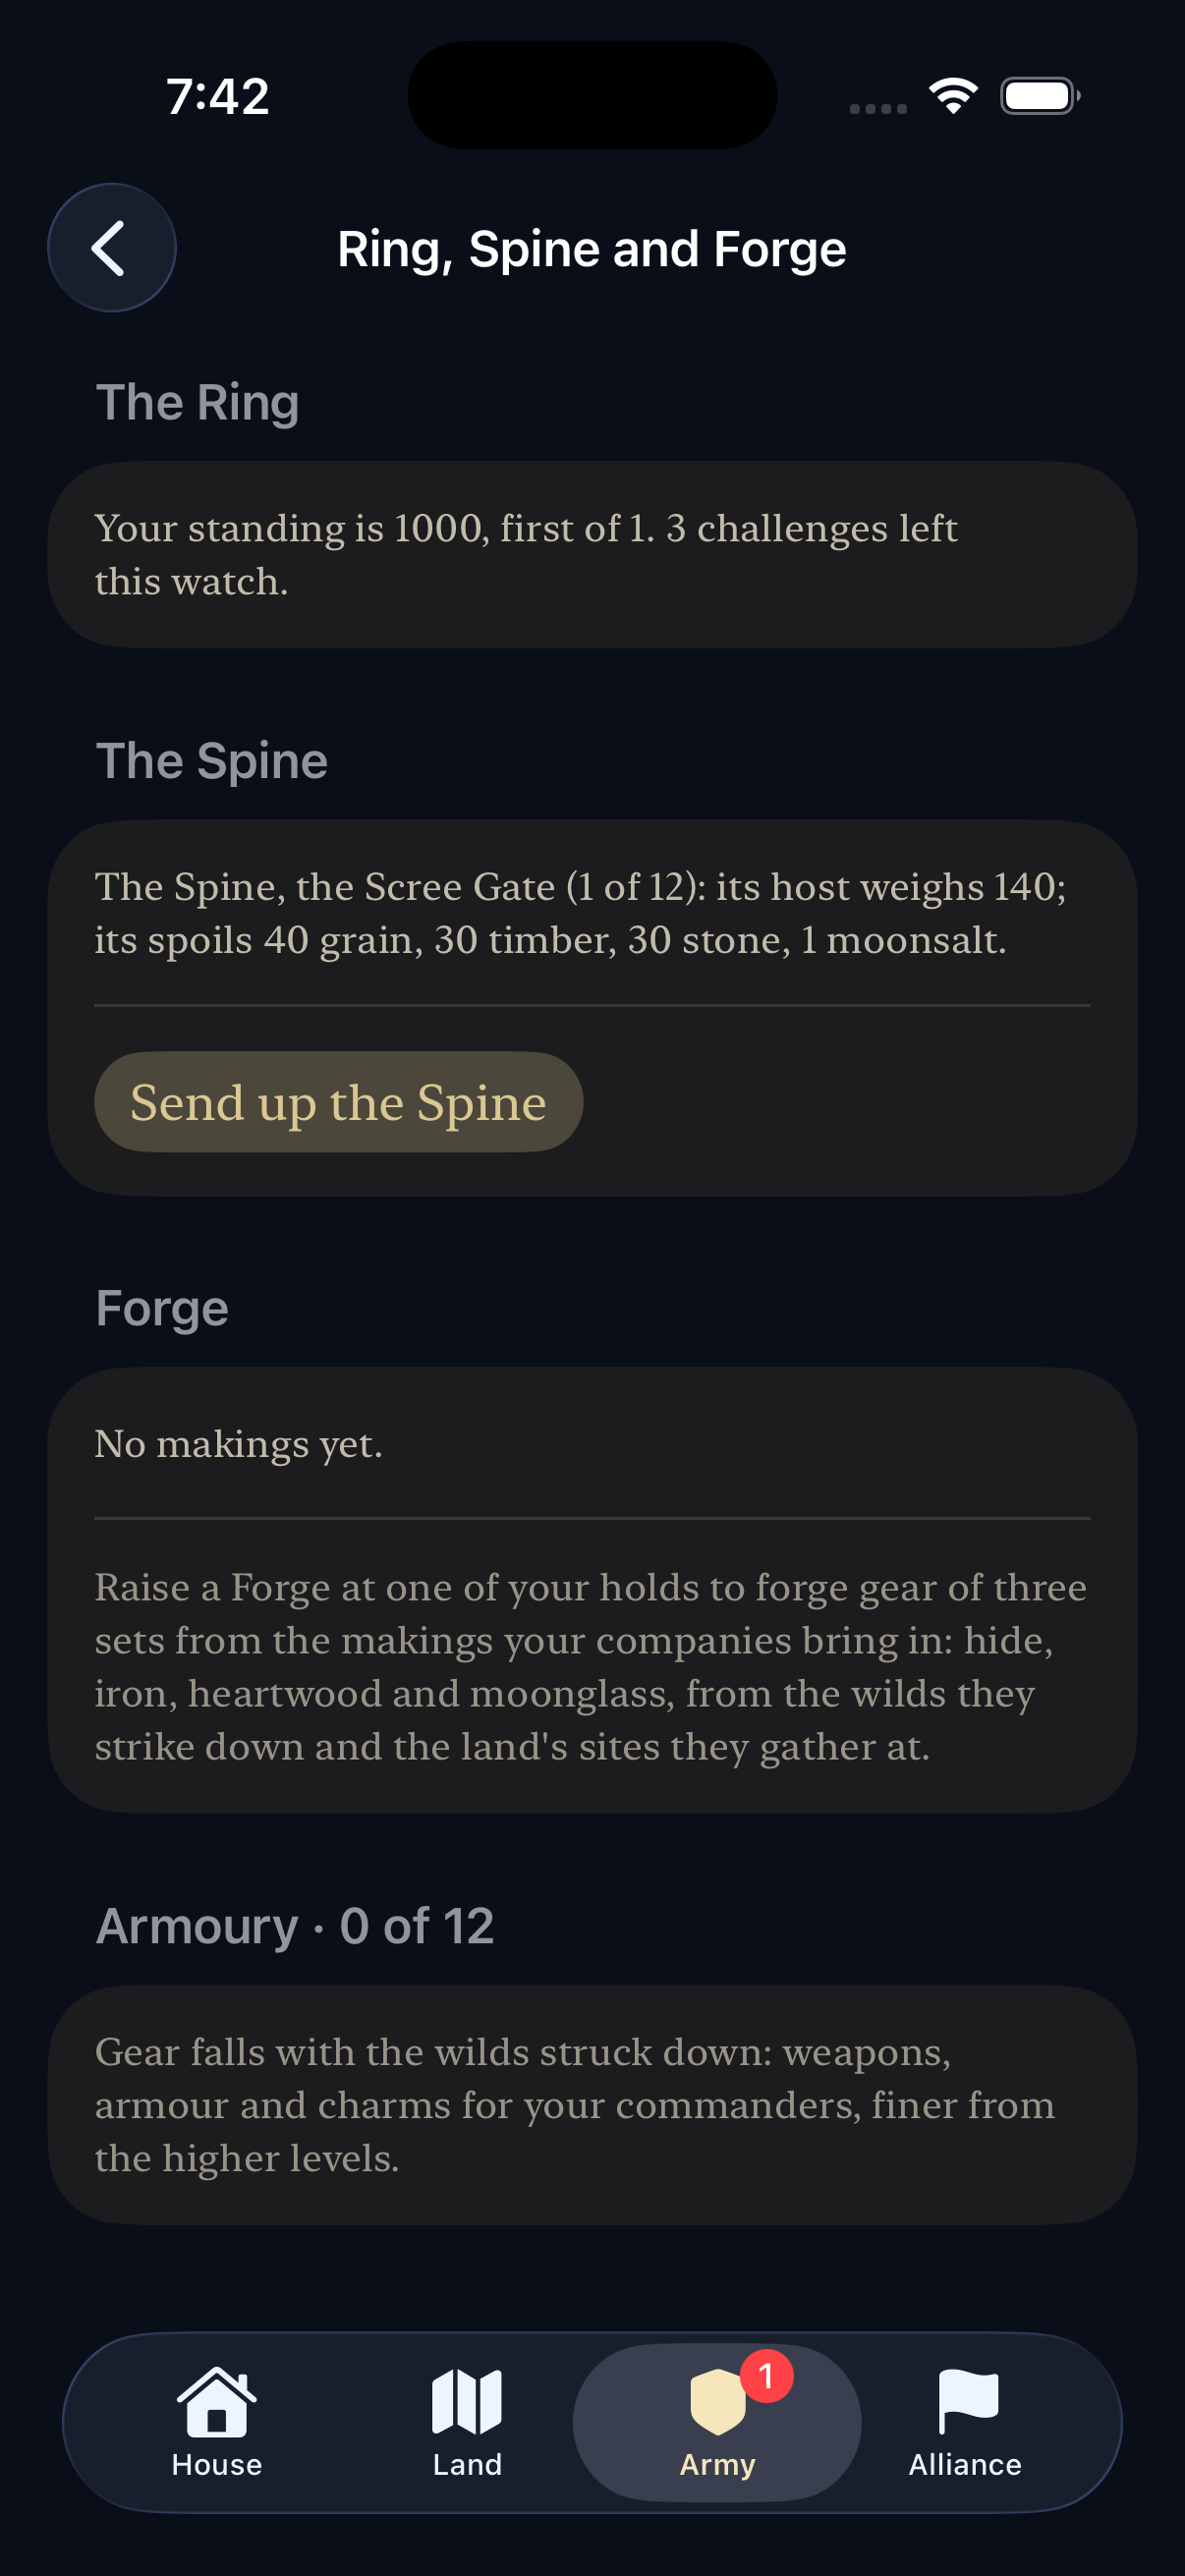 7:42
Ring, Spine and Forge
The Ring
Your standing is 1000, first of 1. 3 challenges left
this watch.
The Spine
The Spine, the Scree Gate (1 of 12): its host weighs 140;
its spoils 40 grain, 30 timber, 30 stone, 1 moonsalt.
Send up the Spine
Forge
No makings yet.
Raise a Forge at one of your holds to forge gear of three
sets from the makings your companies bring in: hide,
iron, heartwood and moonglass, from the wilds they
strike down and the land's sites they gather at.
Armoury · 0 of 12
Gear falls with the wilds struck down: weapons,
armour and charms for your commanders, finer from
the higher levels.
1
House Land Army Alliance